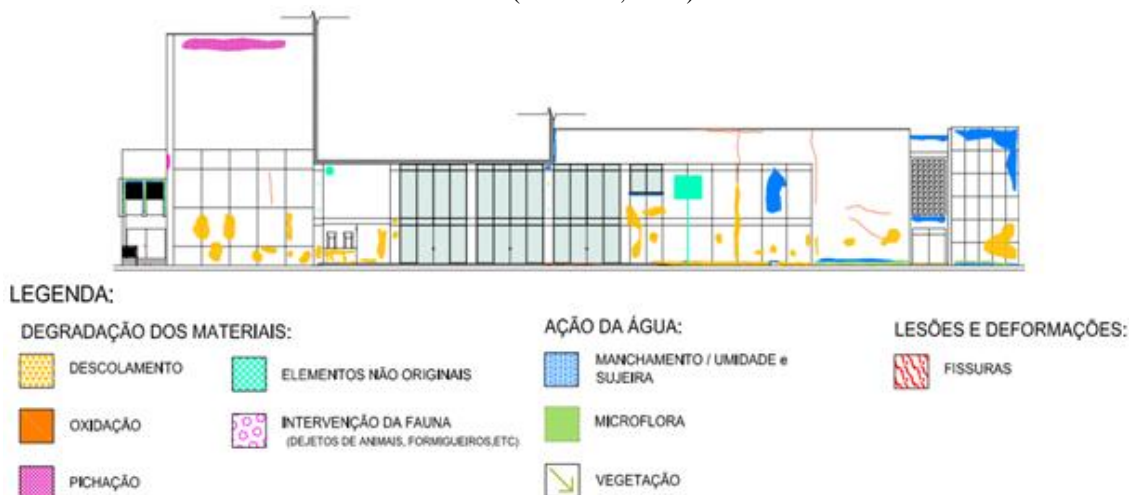 LEGENDA:
DEGRADAÇÃO DOS MATERIAIS:
DESCOLAMENTO
OXIDAÇÃO
PICHAÇÃO
ELEMENTOS NÃO ORIGINAIS
INTERVENÇÃO DA FAUNA
(DEJETOS DE ANIMAIS, FORMIGUEIROS,ETC)
AÇÃO DA ÁGUA:
MANCHAMENTO / UMIDADE e
SUJEIRA
MICROFLORA
VEGETAÇÃO
LESÕES E DEFORMAÇÕES:
FISSURAS